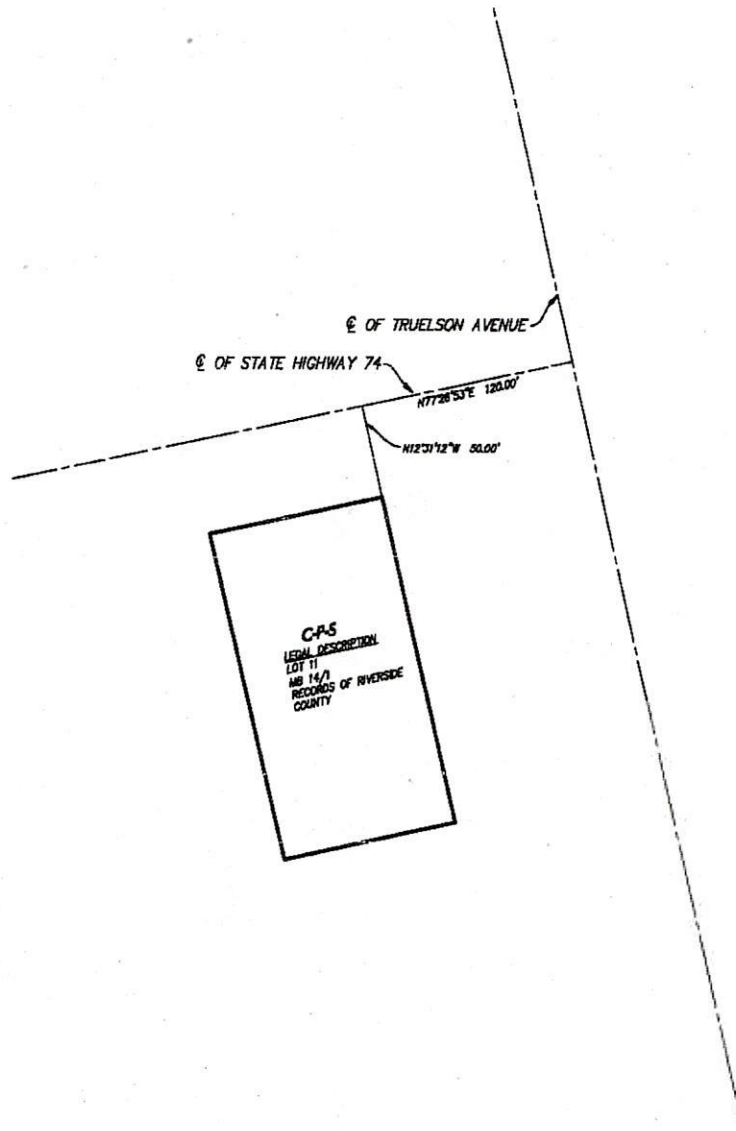 ℄ OF TRUELSON AVENUE
℄ OF STATE HIGHWAY 74
N77°28'53"E 120.00'
N12°31'12"W 50.00'
C-P-S
LEGAL DESCRIPTION
LOT 11
MB 14/1
RECORDS OF RIVERSIDE
COUNTY